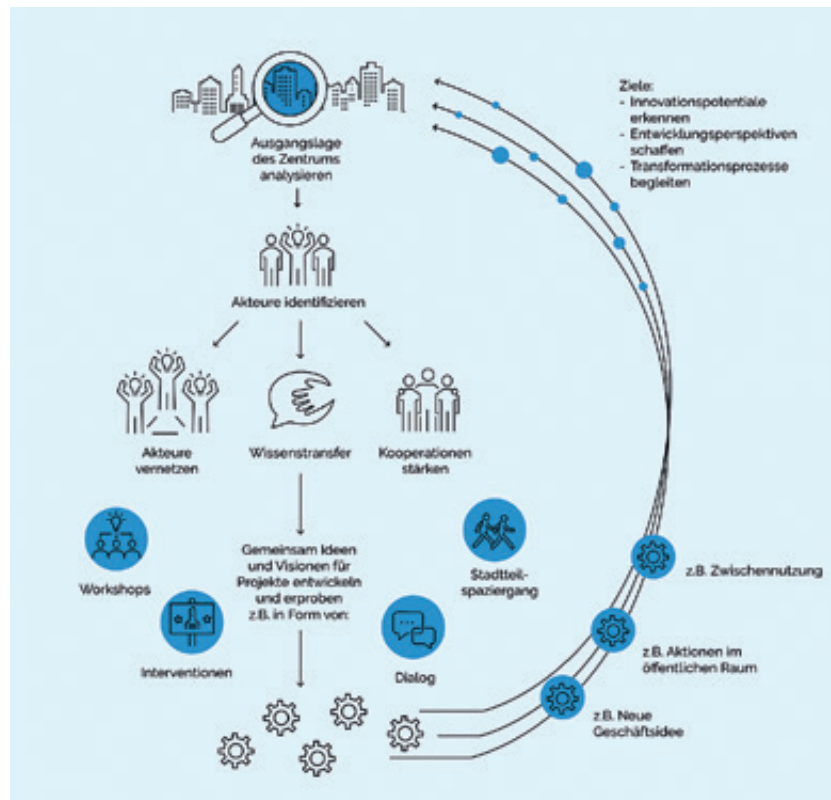 Ausgangslage
des Zentrums
analysieren
Ziele:
- Innovationspotentiale
erkennen
- Entwicklungsperspektiven
schaffen
- Transformationsprozesse
begleiten
Akteure identifizieren
Akteure
vernetzen
Wissenstransfer
Kooperationen
stärken
Workshops
Interventionen
Gemeinsam Ideen
und Visionen für
Projekte entwickeln
und erproben
z.B. in Form von:
Stadtteil-
spaziergang
Dialog
z.B. Zwischennutzung
z.B. Aktionen im
öffentlichen Raum
z.B. Neue
Geschäftsidee